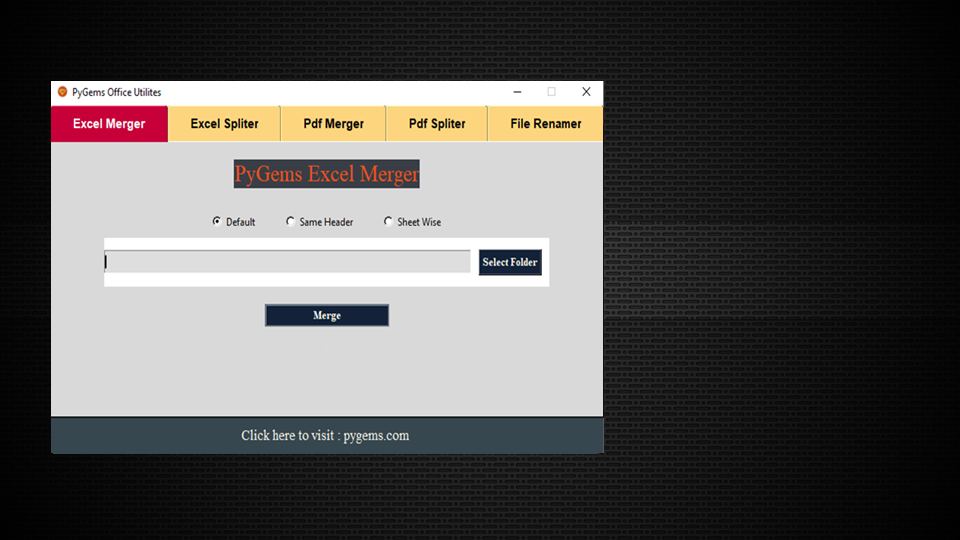 PyGems Office Utilites
Excel Merger
Excel Spliter
Pdf Merger
Pdf Spliter
File Renamer
PyGems Excel Merger
Default
Same Header
Sheet Wise
Select Folder
Merge
Click here to visit : pygems.com